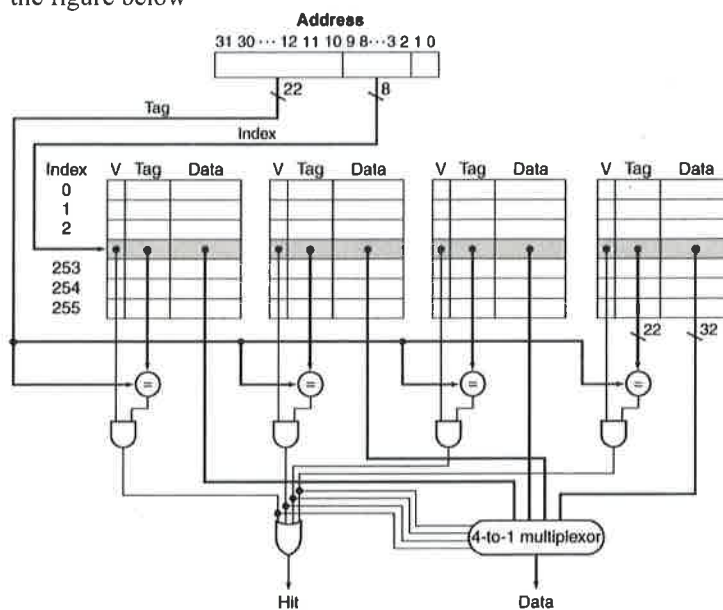 the figure below
Address
31 30 ··· 12 11 10 9 8 ··· 3 2 1 0
22
8
Tag
Index
Index V Tag Data V Tag Data V Tag Data V Tag Data
0
1
2
253
254
255
22 32
= = = =
4-to-1 multiplexor
Hit Data